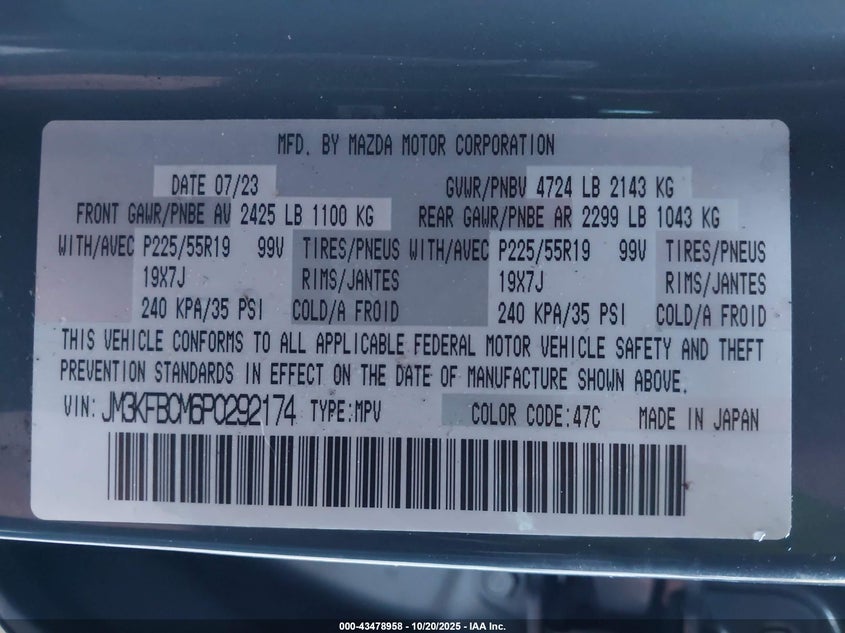 MFD. BY MAZDA MOTOR CORPORATION
DATE 07/23 GVWR/PNBV 4724 LB 2143 KG
FRONT GAWR/PNBE AV 2425 LB 1100 KG REAR GAWR/PNBE AR 2299 LB 1043 KG
WITH/AVEC P225/55R19 99V TIRES/PNEUS WITH/AVEC P225/55R19 99V TIRES/PNEUS
19X7J RIMS/JANTES 19X7J RIMS/JANTES
240 KPA/35 PSI COLD/A FROID 240 KPA/35 PSI COLD/A FROID
THIS VEHICLE CONFORMS TO ALL APPLICABLE FEDERAL MOTOR VEHICLE SAFETY AND THEFT
PREVENTION STANDARDS IN EFFECT ON THE DATE OF MANUFACTURE SHOWN ABOVE.
VIN: JM3KFBCM6P0292174 TYPE:MPV COLOR CODE:47C MADE IN JAPAN
000-43478958 - 10/20/2025 - IAA Inc.